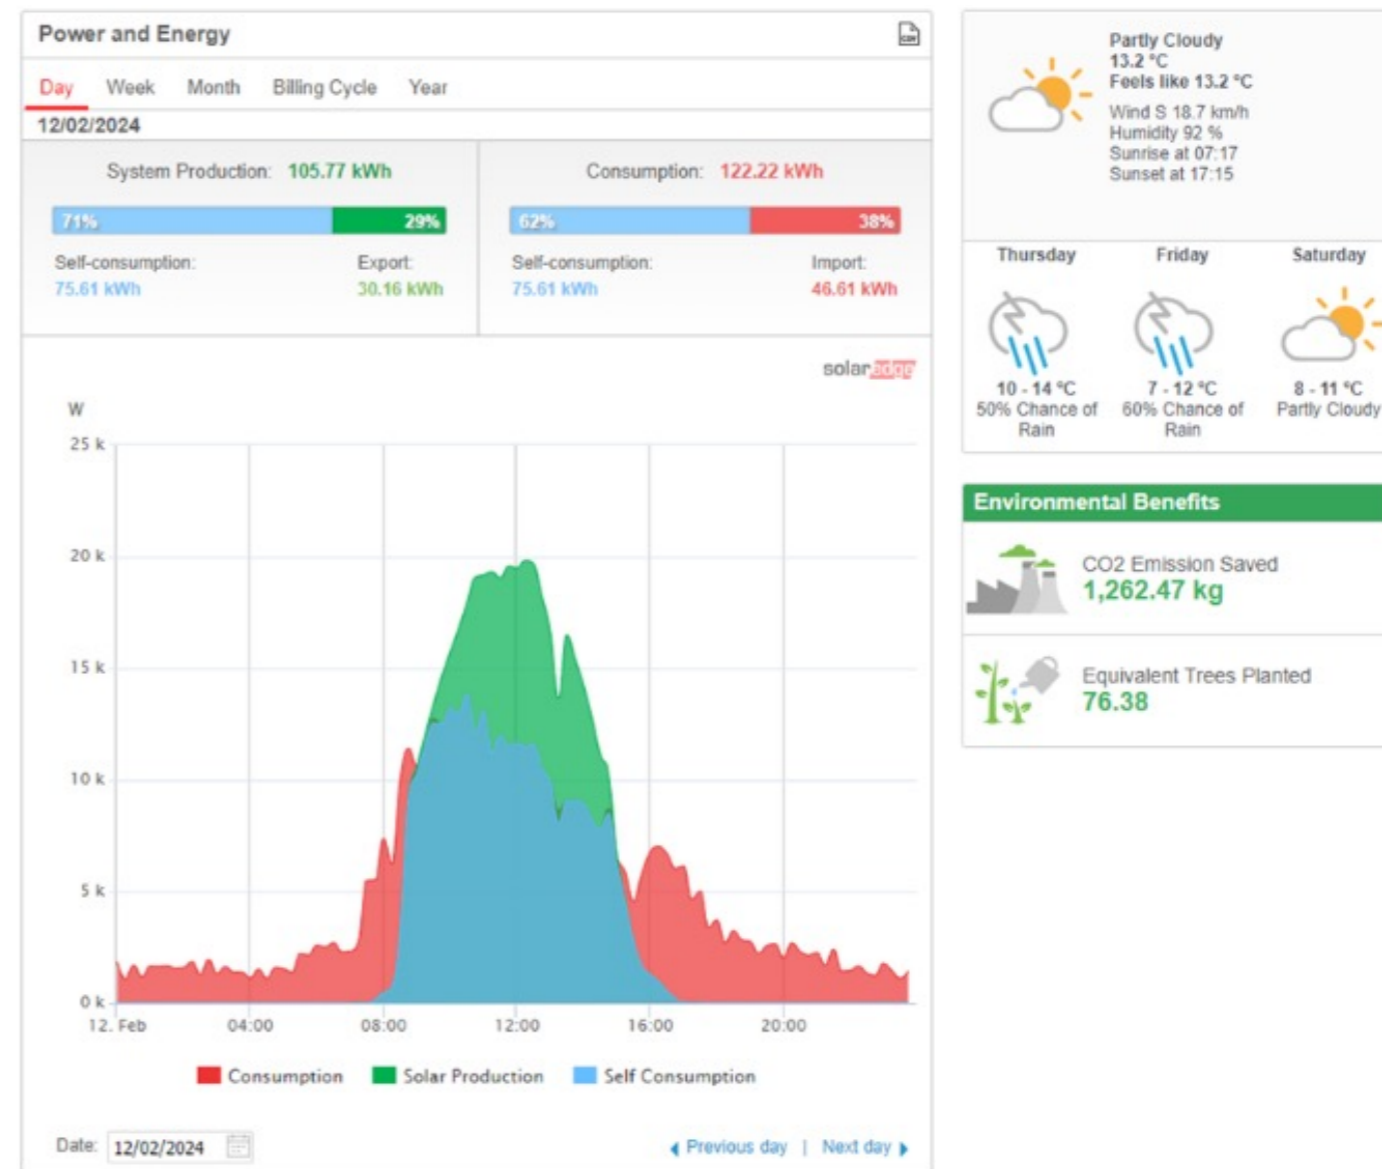 Power and Energy
Day Week Month Billing Cycle Year
12/02/2024
System Production: 105.77 kWh
71% 29%
Self-consumption: Export:
75.61 kWh 30.16 kWh
Consumption: 122.22 kWh
62% 38%
Self-consumption: Import:
75.61 kWh 46.61 kWh
solaredge
W
25 k
20 k
15 k
10 k
5 k
0 k
12. Feb 04:00 08:00 12:00 16:00 20:00
Consumption Solar Production Self Consumption
Date: 12/02/2024 Previous day | Next day
Partly Cloudy
13.2 °C
Feels like 13.2 °C
Wind S 18.7 km/h
Humidity 92 %
Sunrise at 07:17
Sunset at 17:15
Thursday Friday Saturday
10 - 14 °C 7 - 12 °C 8 - 11 °C
50% Chance of 60% Chance of Partly Cloudy
Rain Rain
Environmental Benefits
CO2 Emission Saved
1,262.47 kg
Equivalent Trees Planted
76.38